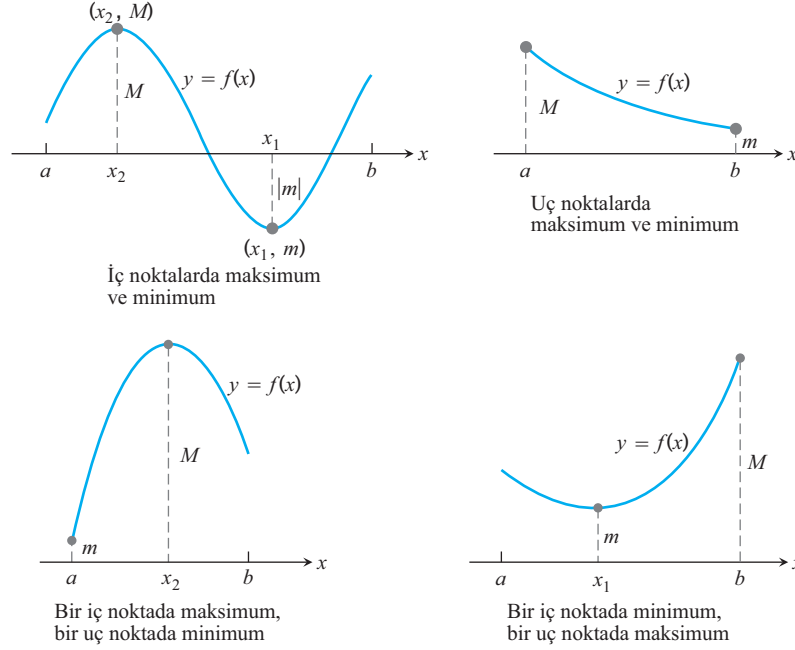 (x₂, M)
y = f(x)
M
x₁
a
x₂
b
x
|m|
(x₁, m)
İç noktalarda maksimum
ve minimum
y = f(x)
M
m
a
b
x
Uç noktalarda
maksimum ve minimum
y = f(x)
M
m
a
x₂
b
x
Bir iç noktada maksimum,
bir uç noktada minimum
y = f(x)
M
m
a
x₁
b
x
Bir iç noktada minimum,
bir uç noktada maksimum